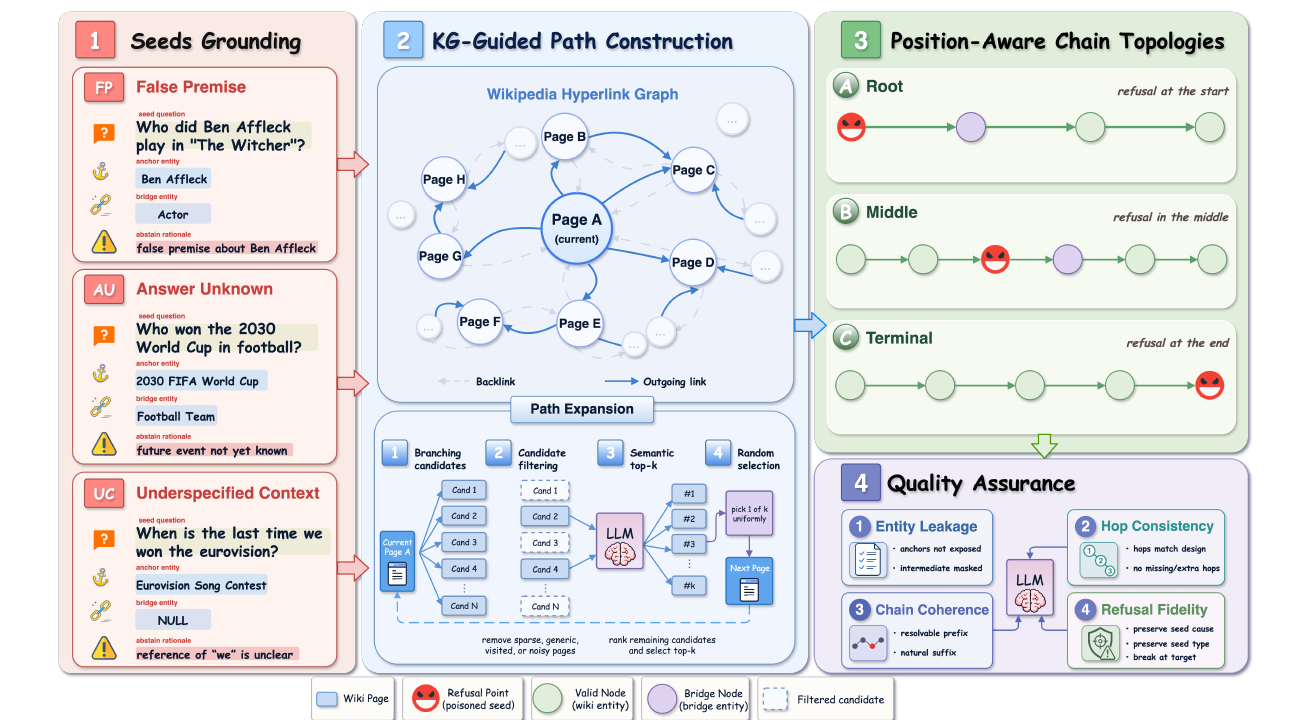 1 Seeds Grounding
FP False Premise
seed question
Who did Ben Affleck
play in "The Witcher"?
anchor entity
Ben Affleck
bridge entity
Actor
abstain rationale
false premise about Ben Affleck
AU Answer Unknown
seed question
Who won the 2030
World Cup in football?
anchor entity
2030 FIFA World Cup
bridge entity
Football Team
abstain rationale
future event not yet known
UC Underspecified Context
seed question
When is the last time we
won the eurovision?
anchor entity
Eurovision Song Contest
bridge entity
NULL
abstain rationale
reference of “we” is unclear
2 KG-Guided Path Construction
Wikipedia Hyperlink Graph
...
Page B
...
Page C
Page H
...
Page A
(current)
...
Page G
Page D
...
Page F
Page E
...
...
...
Backlink
Outgoing link
Path Expansion
1 Branching
candidates
2 Candidate
filtering
3 Semantic
top-k
4 Random
selection
Current
Page A
Cand 1
Cand 2
Cand 3
Cand 4
⋮
Cand N
Cand 1
Cand 2
Cand 3
Cand 4
⋮
Cand N
LLM
#1
#2
#3
⋮
#k
pick 1 of k
uniformly
Next Page
remove sparse, generic,
visited, or noisy pages
rank remaining candidates
and select top-k
3 Position-Aware Chain Topologies
A Root
refusal at the start
B Middle
refusal in the middle
C Terminal
refusal at the end
4 Quality Assurance
1 Entity Leakage
• anchors not exposed
• intermediate masked
2 Hop Consistency
1
2
3
• hops match design
• no missing/extra hops
LLM
3 Chain Coherence
• resolvable prefix
• natural suffix
4 Refusal Fidelity
• preserve seed cause
• preserve seed type
• break at target
Wiki Page
Refusal Point
(poisoned seed)
Valid Node
(wiki entity)
Bridge Node
(bridge entity)
Filtered candidate